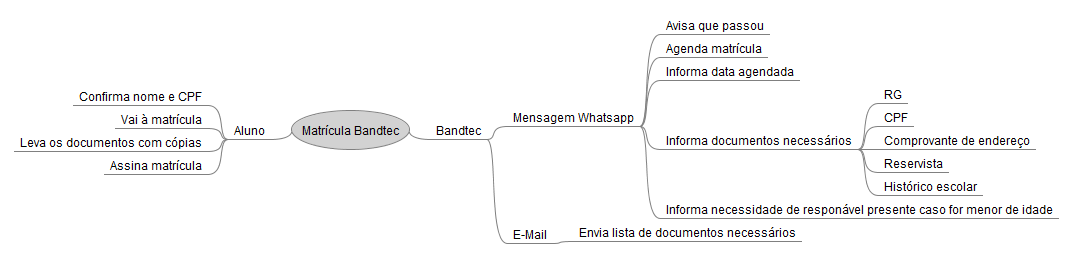 Matrícula Bandtec
Aluno
Confirma nome e CPF
Vai à matrícula
Leva os documentos com cópias
Assina matrícula
Bandtec
Mensagem Whatsapp
Avisa que passou
Agenda matrícula
Informa data agendada
Informa documentos necessários
RG
CPF
Comprovante de endereço
Reservista
Histórico escolar
Informa necessidade de responável presente caso for menor de idade
E-Mail
Envia lista de documentos necessários